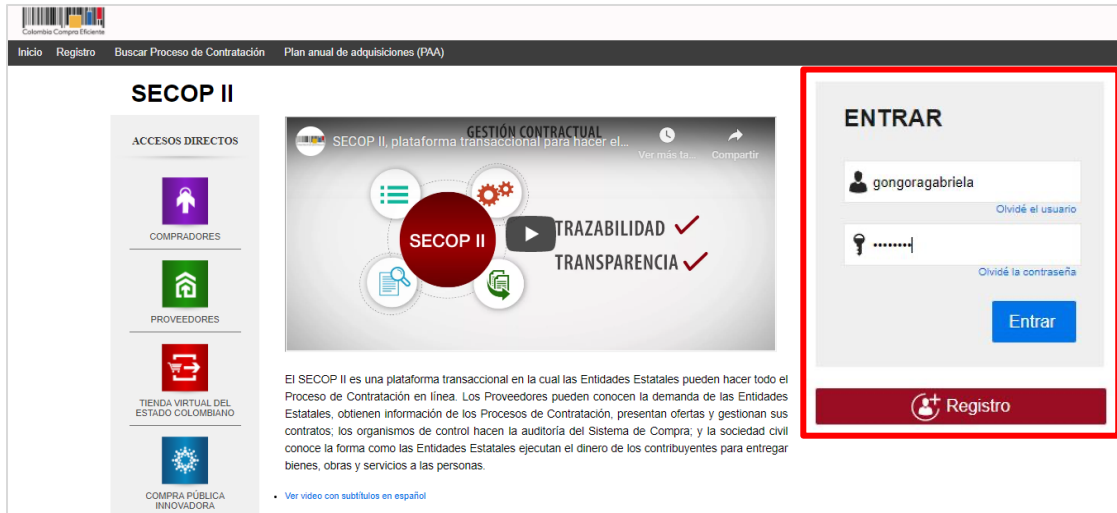 Colombia Compra Eficiente
Inicio Registro Buscar Proceso de Contratación Plan anual de adquisiciones (PAA)
SECOP II
ACCESOS DIRECTOS
COMPRADORES
PROVEEDORES
TIENDA VIRTUAL DEL
ESTADO COLOMBIANO
COMPRA PÚBLICA
INNOVADORA
GESTIÓN CONTRACTUAL
SECOP II, plataforma transaccional para hacer el...
Ver más ta...
Compartir
SECOP II
TRAZABILIDAD
TRANSPARENCIA
El SECOP II es una plataforma transaccional en la cual las Entidades Estatales pueden hacer todo el
Proceso de Contratación en línea. Los Proveedores pueden conocen la demanda de las Entidades
Estatales, obtienen información de los Procesos de Contratación, presentan ofertas y gestionan sus
contratos; los organismos de control hacen la auditoría del Sistema de Compra; y la sociedad civil
conoce la forma como las Entidades Estatales ejecutan el dinero de los contribuyentes para entregar
bienes, obras y servicios a las personas.
Ver video con subtítulos en español
ENTRAR
gongoragabriela
Olvidé el usuario
........
Olvidé la contraseña
Entrar
Registro